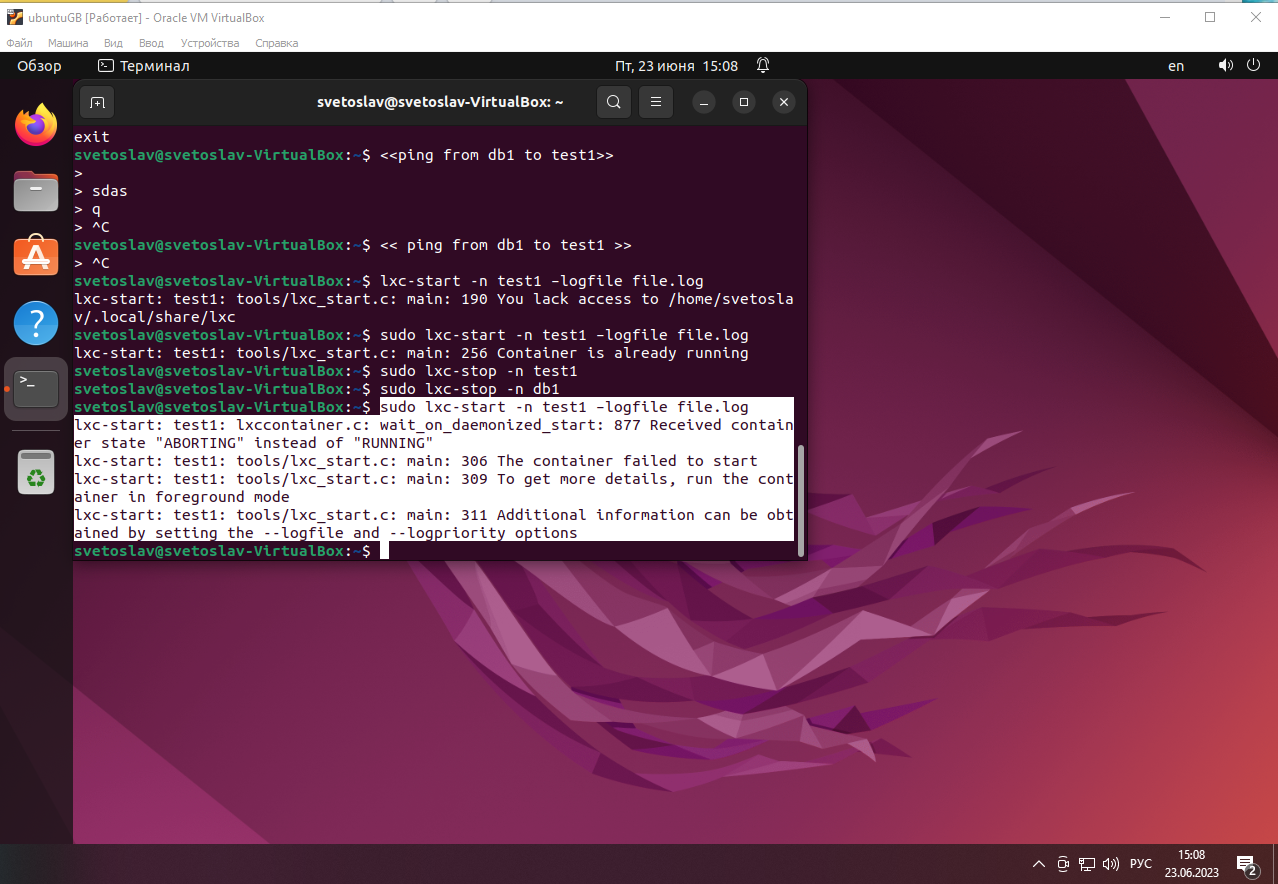 ubuntuGB [Работает] - Oracle VM VirtualBox
Файл Машина Вид Ввод Устройства Справка
Обзор Терминал Пт, 23 июня 15:08 en
svetoslav@svetoslav-VirtualBox: ~
exit
svetoslav@svetoslav-VirtualBox:~$ <<ping from db1 to test1>>
>
> sdas
> q
> ^C
svetoslav@svetoslav-VirtualBox:~$ << ping from db1 to test1 >>
> ^C
svetoslav@svetoslav-VirtualBox:~$ lxc-start -n test1 –logfile file.log
lxc-start: test1: tools/lxc_start.c: main: 190 You lack access to /home/svetosla
v/.local/share/lxc
svetoslav@svetoslav-VirtualBox:~$ sudo lxc-start -n test1 –logfile file.log
lxc-start: test1: tools/lxc_start.c: main: 256 Container is already running
svetoslav@svetoslav-VirtualBox:~$ sudo lxc-stop -n test1
svetoslav@svetoslav-VirtualBox:~$ sudo lxc-stop -n db1
svetoslav@svetoslav-VirtualBox:~$ sudo lxc-start -n test1 –logfile file.log
lxc-start: test1: lxccontainer.c: wait_on_daemonized_start: 877 Received contain
er state "ABORTING" instead of "RUNNING"
lxc-start: test1: tools/lxc_start.c: main: 306 The container failed to start
lxc-start: test1: tools/lxc_start.c: main: 309 To get more details, run the cont
ainer in foreground mode
lxc-start: test1: tools/lxc_start.c: main: 311 Additional information can be obt
ained by setting the --logfile and --logpriority options
svetoslav@svetoslav-VirtualBox:~$
РУС
15:08
23.06.2023
2